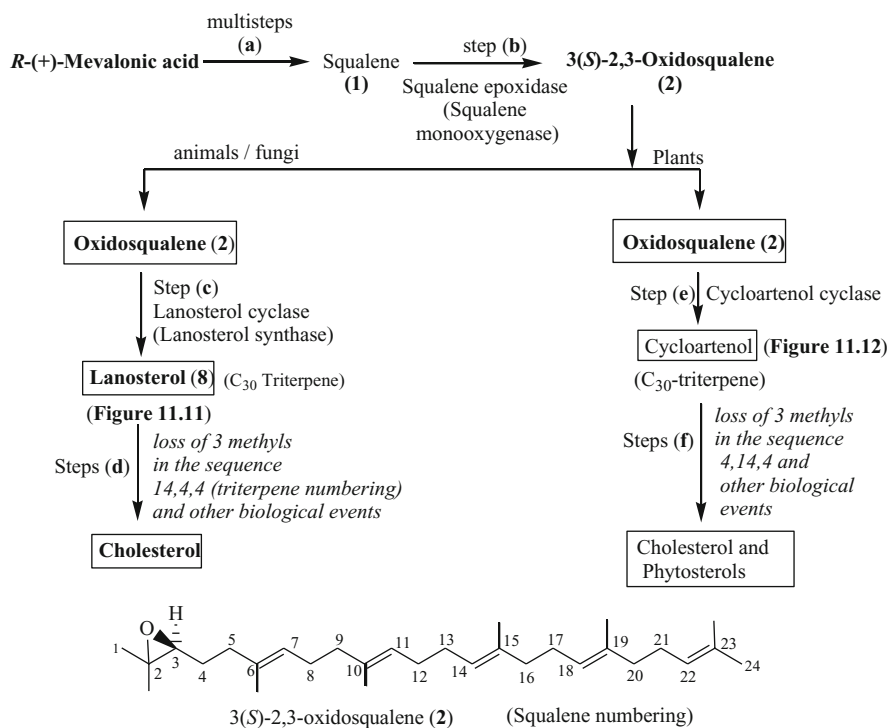 multisteps
(a)
R-(+)-Mevalonic acid
Squalene
(1)
step (b)
Squalene epoxidase
(Squalene
monooxygenase)
3(S)-2,3-Oxidosqualene
(2)
animals / fungi
Plants
Oxidosqualene (2)
Step (c)
Lanosterol cyclase
(Lanosterol synthase)
Lanosterol (8) (C30 Triterpene)
(Figure 11.11)
Steps (d)
loss of 3 methyls
in the sequence
14,4,4 (triterpene numbering)
and other biological events
Cholesterol
Oxidosqualene (2)
Step (e) Cycloartenol cyclase
Cycloartenol (Figure 11.12)
(C30-triterpene)
Steps (f)
loss of 3 methyls
in the sequence
4,14,4 and
other biological
events
Cholesterol and
Phytosterols
H
O
1
2
3
4
5
6
7
8
9
10
11
12
13
14
15
16
17
18
19
20
21
22
23
24
3(S)-2,3-oxidosqualene (2) (Squalene numbering)